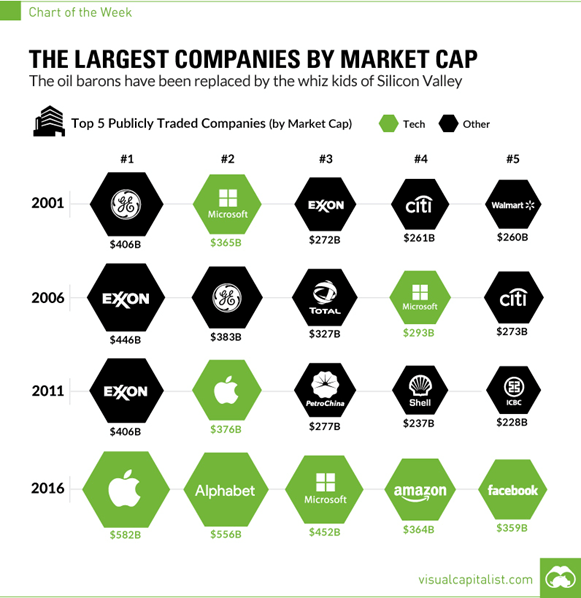 Chart of the Week
THE LARGEST COMPANIES BY MARKET CAP
The oil barons have been replaced by the whiz kids of Silicon Valley
Top 5 Publicly Traded Companies (by Market Cap) Tech Other
#1 #2 #3 #4 #5
2001 GE Microsoft EXXON citi Walmart
$406B $365B $272B $261B $260B
2006 EXXON GE TOTAL Microsoft citi
$446B $383B $327B $293B $273B
2011 EXXON PetroChina Shell ICBC
$406B $376B $277B $237B $228B
2016 Alphabet Microsoft amazon facebook
$582B $556B $452B $364B $359B
visualcapitalist.com